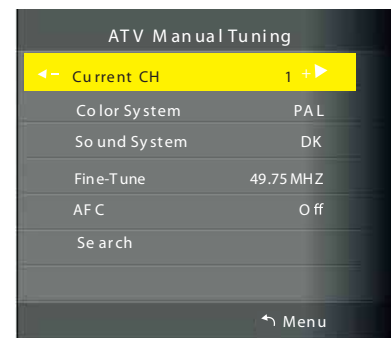 ATV Manual Tuning
Current CH 1 +
Color System PAL
Sound System DK
Fine-Tune 49.75 MHZ
AFC Off
Search
Menu